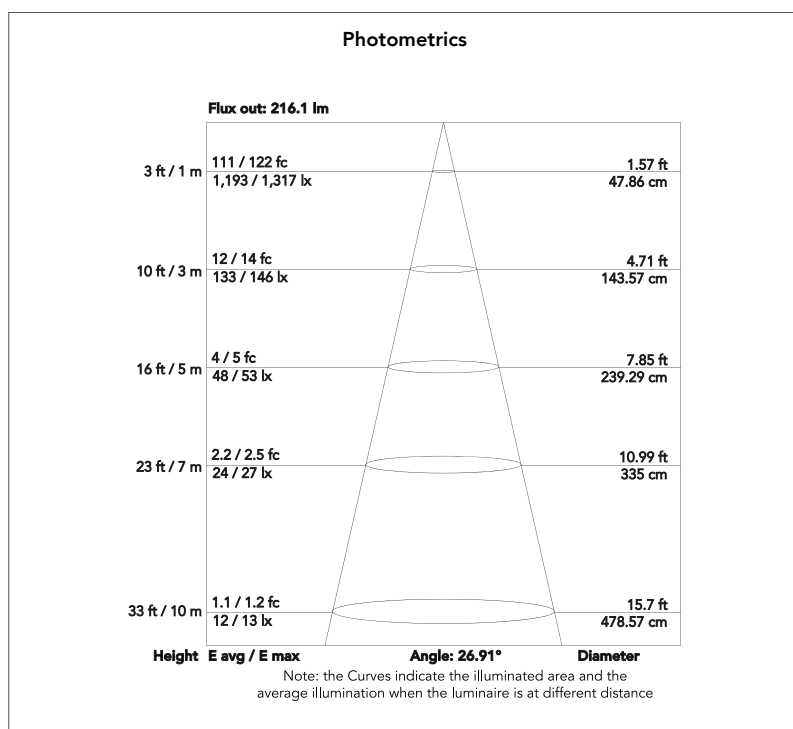 Photometrics
Flux out: 216.1 lm
3 ft / 1 m
111 / 122 fc
1,193 / 1,317 lx
1.57 ft
47.86 cm
10 ft / 3 m
12 / 14 fc
133 / 146 lx
4.71 ft
143.57 cm
16 ft / 5 m
4 / 5 fc
48 / 53 lx
7.85 ft
239.29 cm
23 ft / 7 m
2.2 / 2.5 fc
24 / 27 lx
10.99 ft
335 cm
33 ft / 10 m
1.1 / 1.2 fc
12 / 13 lx
15.7 ft
478.57 cm
Height E avg / E max Angle: 26.91° Diameter
Note: the Curves indicate the illuminated area and the
average illumination when the luminaire is at different distance